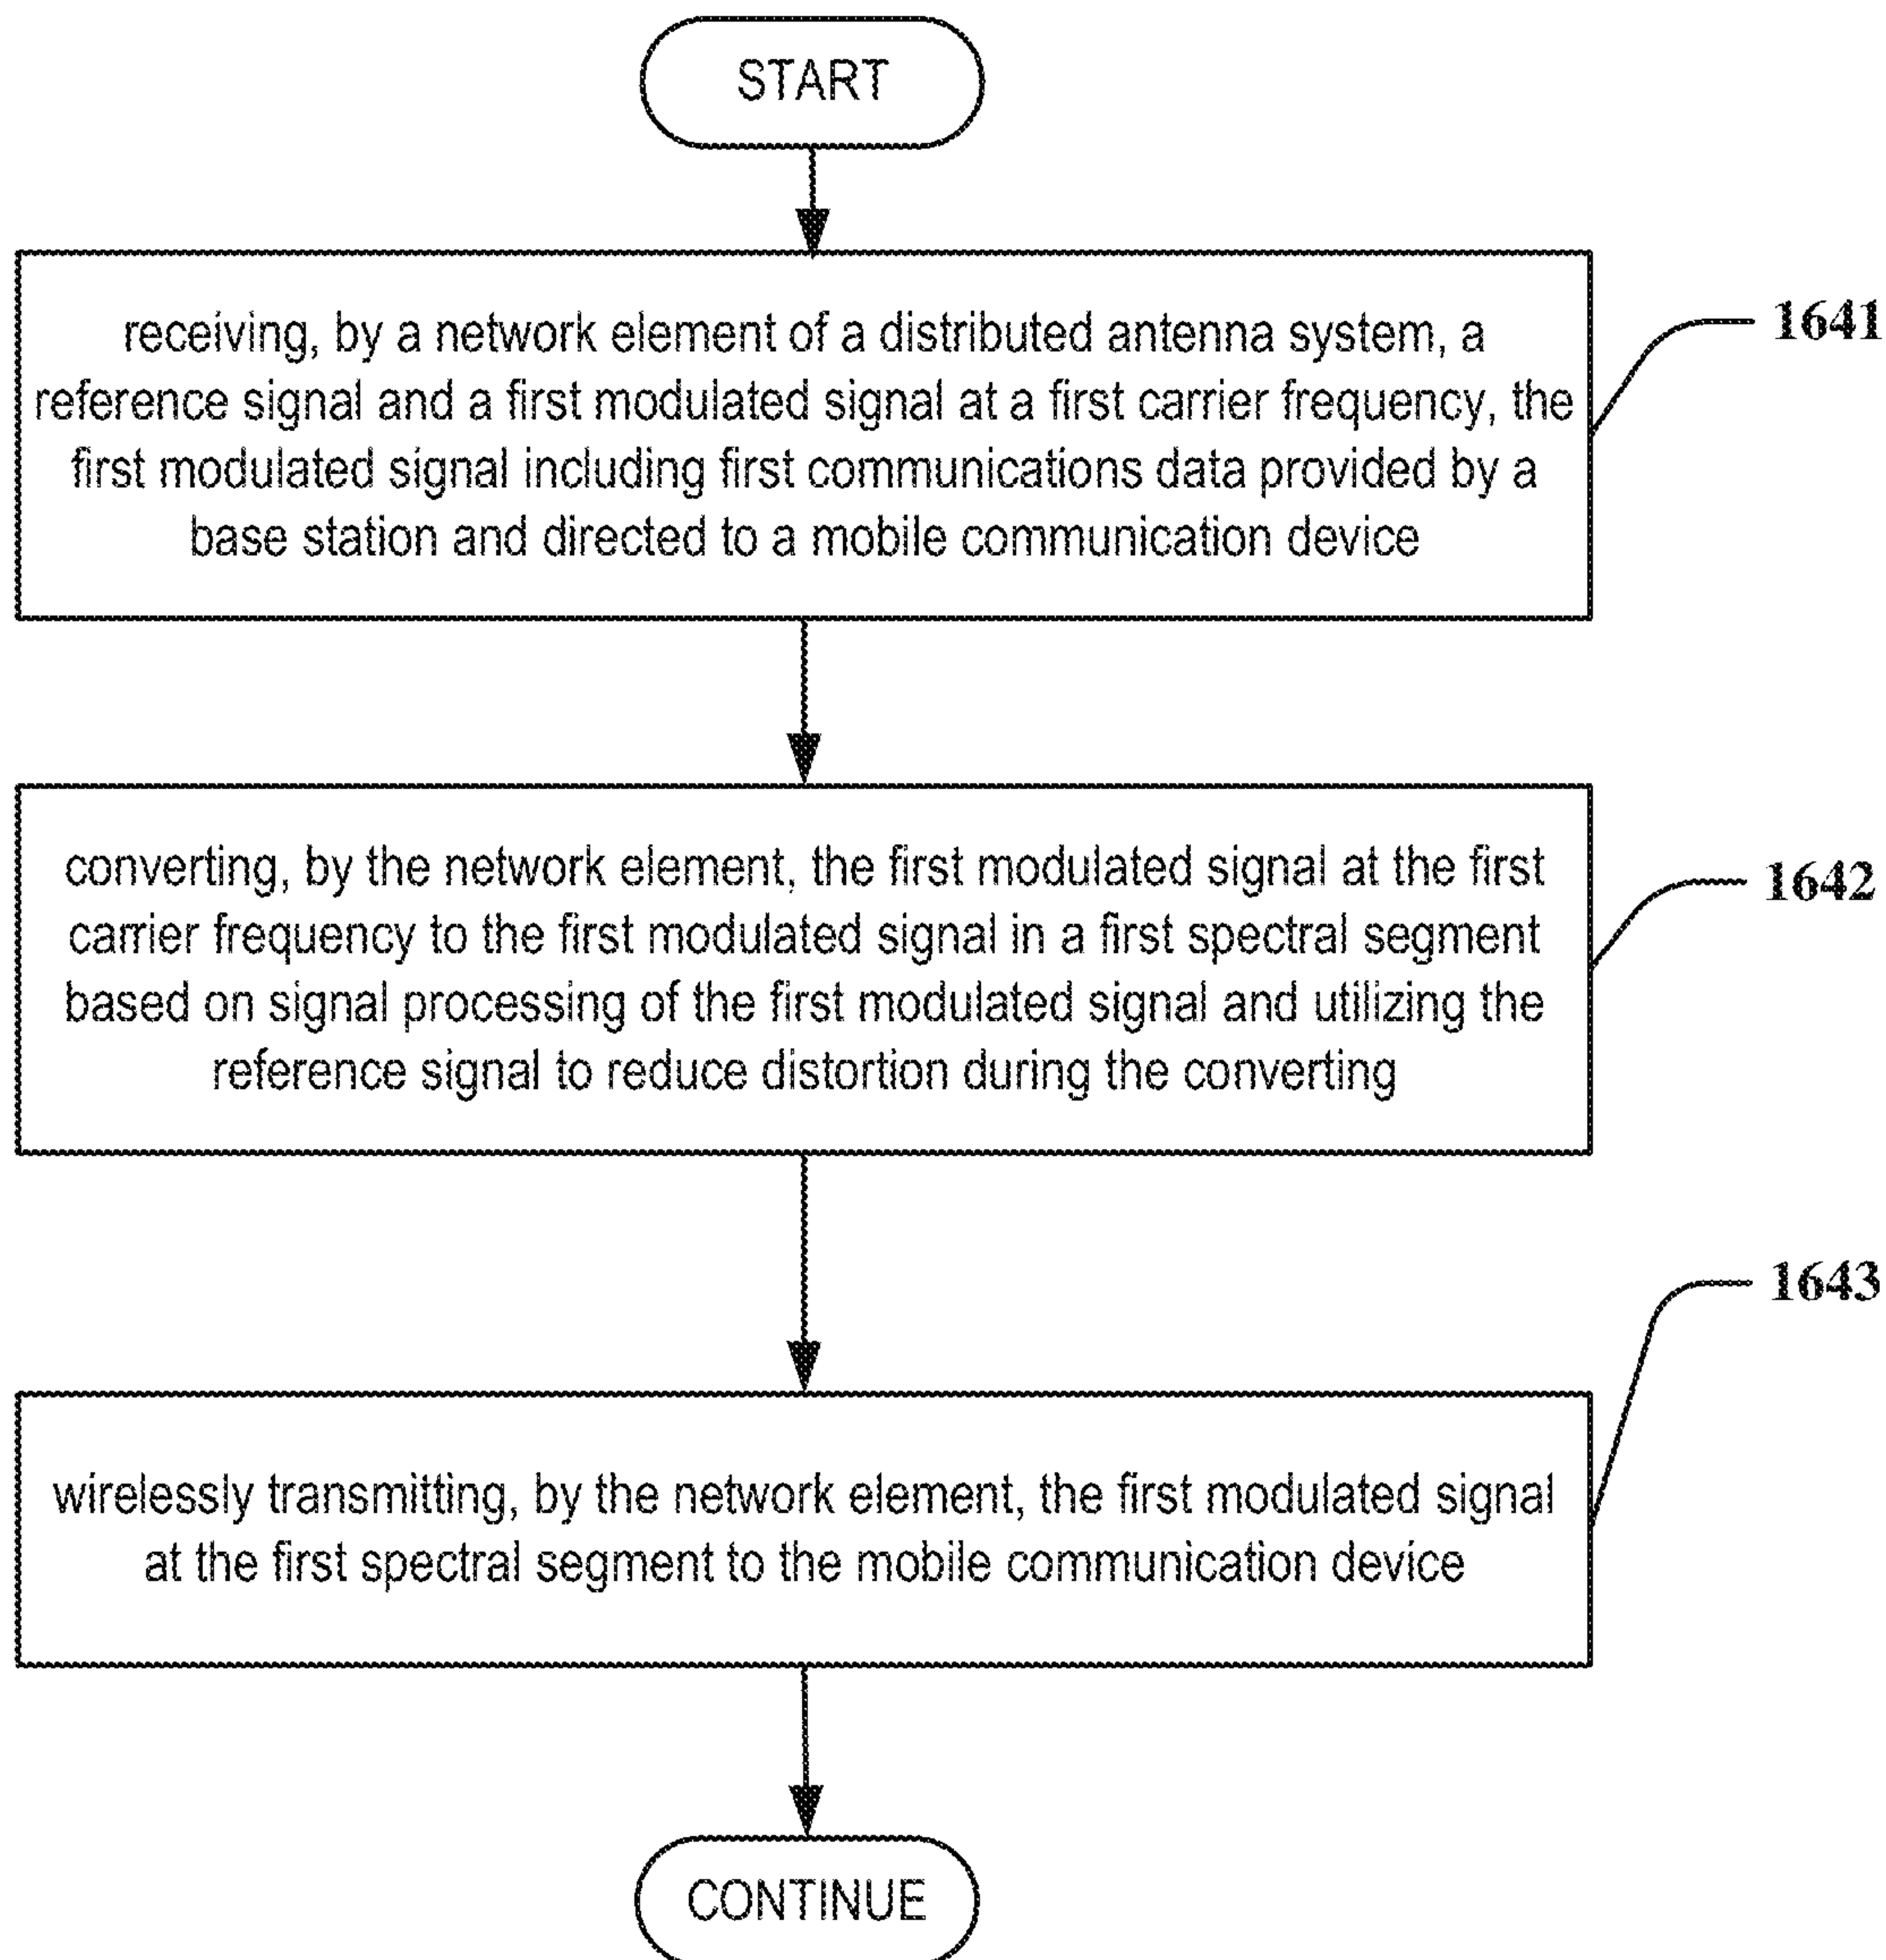 START
receiving, by a network element of a distributed antenna system, a
reference signal and a first modulated signal at a first carrier frequency, the
first modulated signal including first communications data provided by a
base station and directed to a mobile communication device
1641
converting, by the network element, the first modulated signal at the first
carrier frequency to the first modulated signal in a first spectral segment
based on signal processing of the first modulated signal and utilizing the
reference signal to reduce distortion during the converting
1642
wirelessly transmitting, by the network element, the first modulated signal
at the first spectral segment to the mobile communication device
1643
CONTINUE